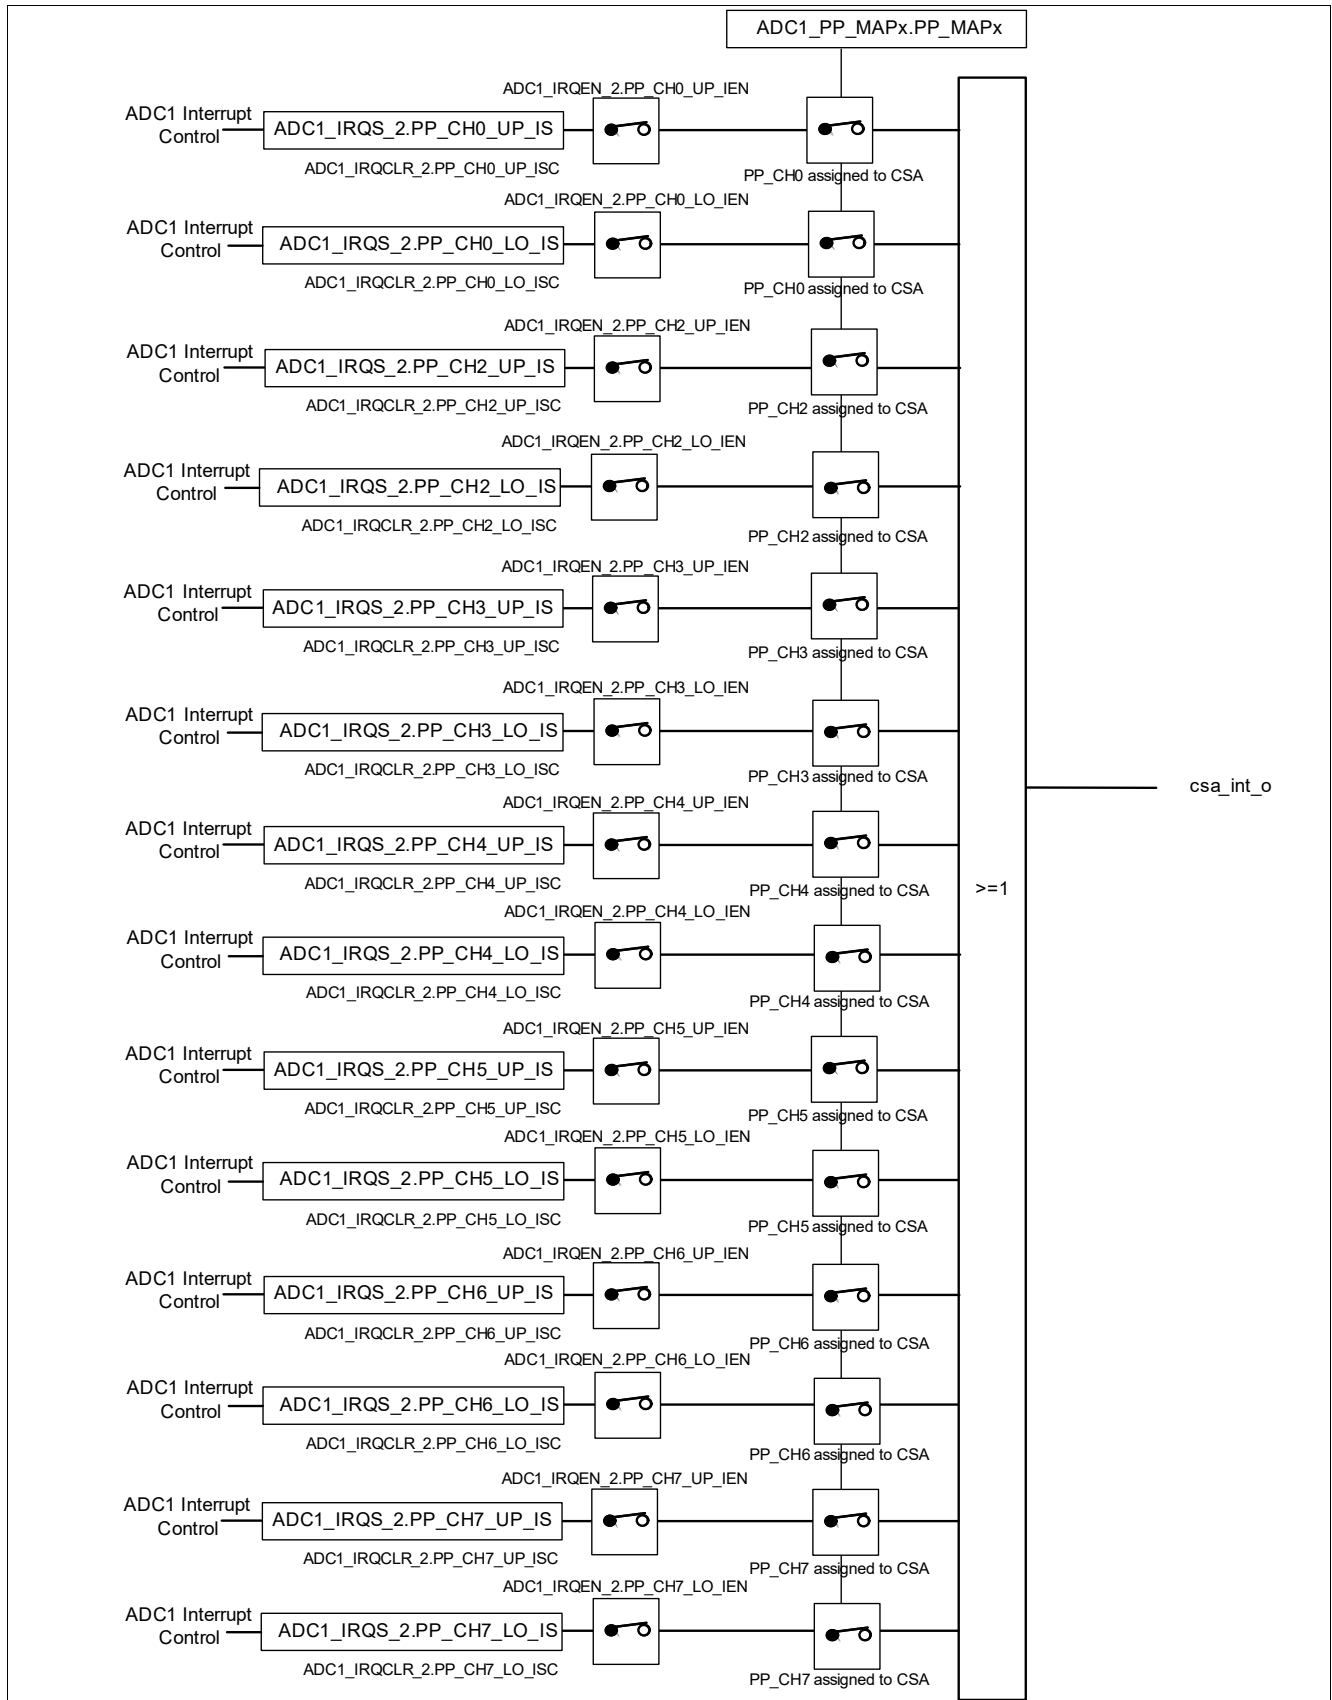 ADC1_PP_MAPx.PP_MAPx
ADC1_IRQEN_2.PP_CH0_UP_IEN
ADC1 Interrupt
Control
ADC1_IRQS_2.PP_CH0_UP_IS
ADC1_IRQCLR_2.PP_CH0_UP_ISC
PP_CH0 assigned to CSA
ADC1_IRQEN_2.PP_CH0_LO_IEN
ADC1 Interrupt
Control
ADC1_IRQS_2.PP_CH0_LO_IS
ADC1_IRQCLR_2.PP_CH0_LO_ISC
PP_CH0 assigned to CSA
ADC1_IRQEN_2.PP_CH2_UP_IEN
ADC1 Interrupt
Control
ADC1_IRQS_2.PP_CH2_UP_IS
ADC1_IRQCLR_2.PP_CH2_UP_ISC
PP_CH2 assigned to CSA
ADC1_IRQEN_2.PP_CH2_LO_IEN
ADC1 Interrupt
Control
ADC1_IRQS_2.PP_CH2_LO_IS
ADC1_IRQCLR_2.PP_CH2_LO_ISC
PP_CH2 assigned to CSA
ADC1_IRQEN_2.PP_CH3_UP_IEN
ADC1 Interrupt
Control
ADC1_IRQS_2.PP_CH3_UP_IS
ADC1_IRQCLR_2.PP_CH3_UP_ISC
PP_CH3 assigned to CSA
ADC1_IRQEN_2.PP_CH3_LO_IEN
ADC1 Interrupt
Control
ADC1_IRQS_2.PP_CH3_LO_IS
ADC1_IRQCLR_2.PP_CH3_LO_ISC
PP_CH3 assigned to CSA
csa_int_o
ADC1_IRQEN_2.PP_CH4_UP_IEN
ADC1 Interrupt
Control
ADC1_IRQS_2.PP_CH4_UP_IS
ADC1_IRQCLR_2.PP_CH4_UP_ISC
PP_CH4 assigned to CSA
>=1
ADC1_IRQEN_2.PP_CH4_LO_IEN
ADC1 Interrupt
Control
ADC1_IRQS_2.PP_CH4_LO_IS
ADC1_IRQCLR_2.PP_CH4_LO_ISC
PP_CH4 assigned to CSA
ADC1_IRQEN_2.PP_CH5_UP_IEN
ADC1 Interrupt
Control
ADC1_IRQS_2.PP_CH5_UP_IS
ADC1_IRQCLR_2.PP_CH5_UP_ISC
PP_CH5 assigned to CSA
ADC1_IRQEN_2.PP_CH5_LO_IEN
ADC1 Interrupt
Control
ADC1_IRQS_2.PP_CH5_LO_IS
ADC1_IRQCLR_2.PP_CH5_LO_ISC
PP_CH5 assigned to CSA
ADC1_IRQEN_2.PP_CH6_UP_IEN
ADC1 Interrupt
Control
ADC1_IRQS_2.PP_CH6_UP_IS
ADC1_IRQCLR_2.PP_CH6_UP_ISC
PP_CH6 assigned to CSA
ADC1_IRQEN_2.PP_CH6_LO_IEN
ADC1 Interrupt
Control
ADC1_IRQS_2.PP_CH6_LO_IS
ADC1_IRQCLR_2.PP_CH6_LO_ISC
PP_CH6 assigned to CSA
ADC1_IRQEN_2.PP_CH7_UP_IEN
ADC1 Interrupt
Control
ADC1_IRQS_2.PP_CH7_UP_IS
ADC1_IRQCLR_2.PP_CH7_UP_ISC
PP_CH7 assigned to CSA
ADC1_IRQEN_2.PP_CH7_LO_IEN
ADC1 Interrupt
Control
ADC1_IRQS_2.PP_CH7_LO_IS
ADC1_IRQCLR_2.PP_CH7_LO_ISC
PP_CH7 assigned to CSA